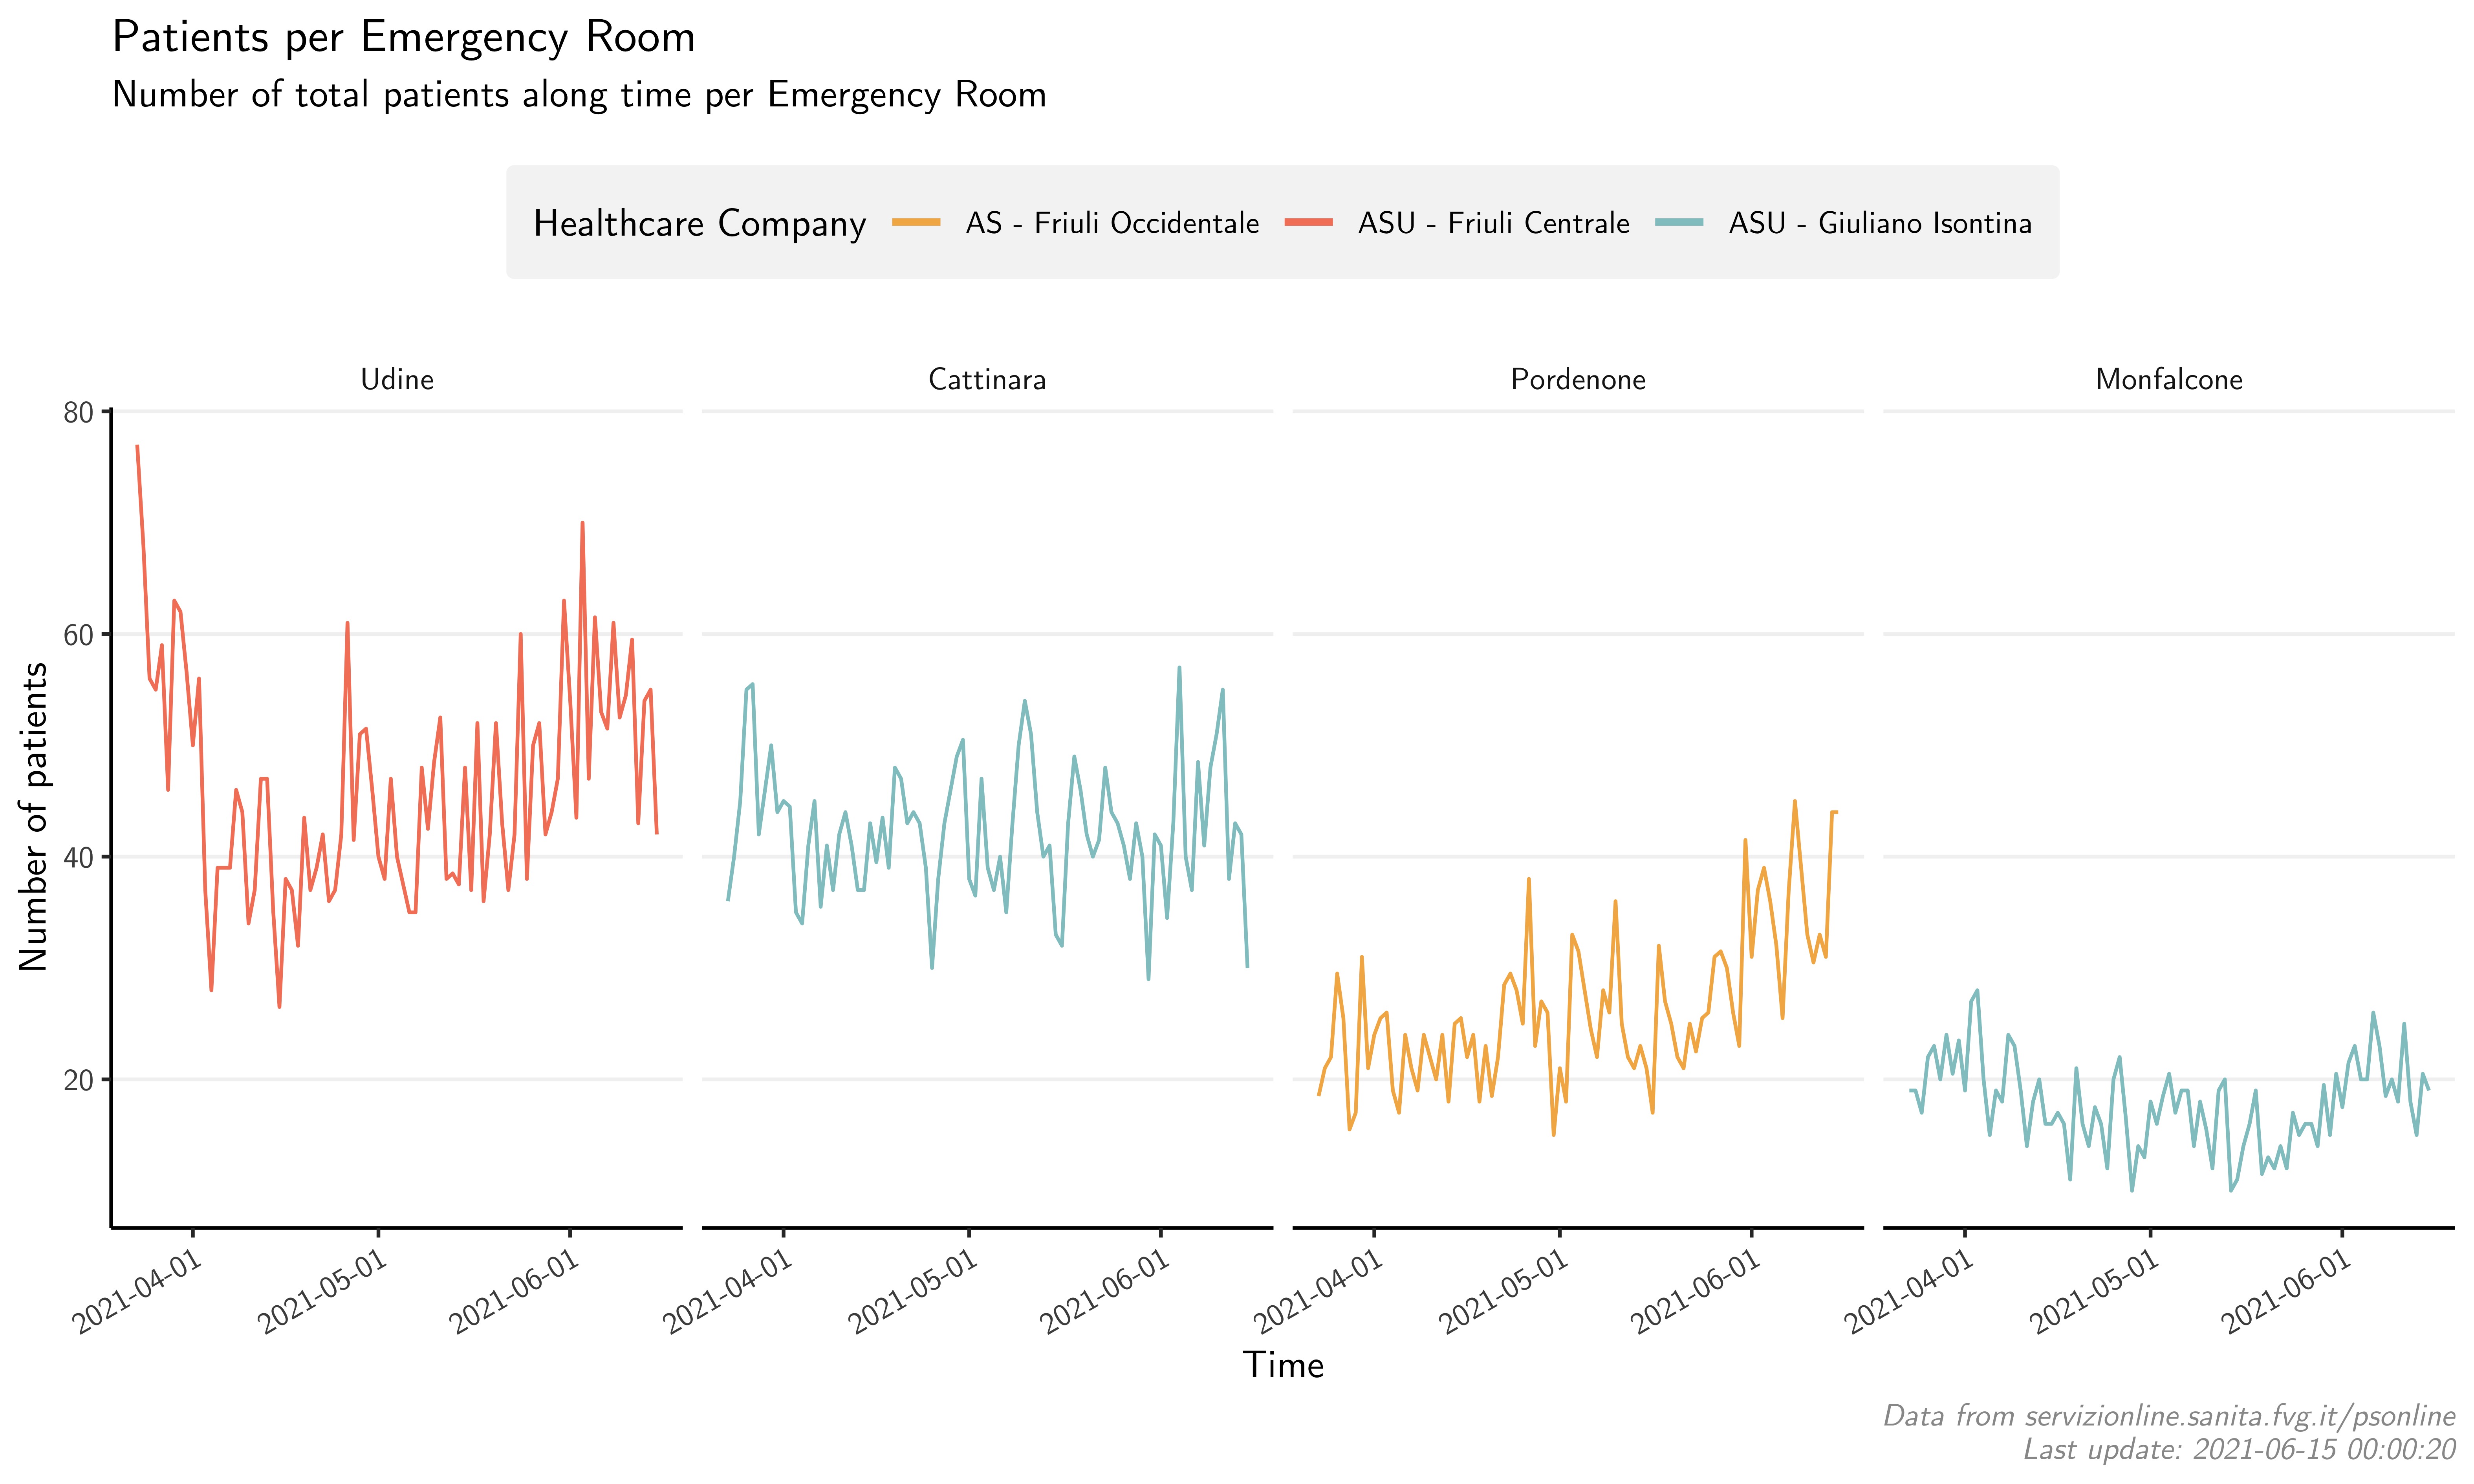 Patients per Emergency Room
Number of total patients along time per Emergency Room
Healthcare Company AS - Friuli Occidentale ASU - Friuli Centrale ASU - Giuliano Isontina
Udine Cattinara Pordenone Monfalcone
80
60
40
20
Number of patients
2021-04-01 2021-05-01 2021-06-01 2021-04-01 2021-05-01 2021-06-01 2021-04-01 2021-05-01 2021-06-01 2021-04-01 2021-05-01 2021-06-01
Time
Data from servizionline.sanita.fvg.it/psonline
Last update: 2021-06-15 00:00:20